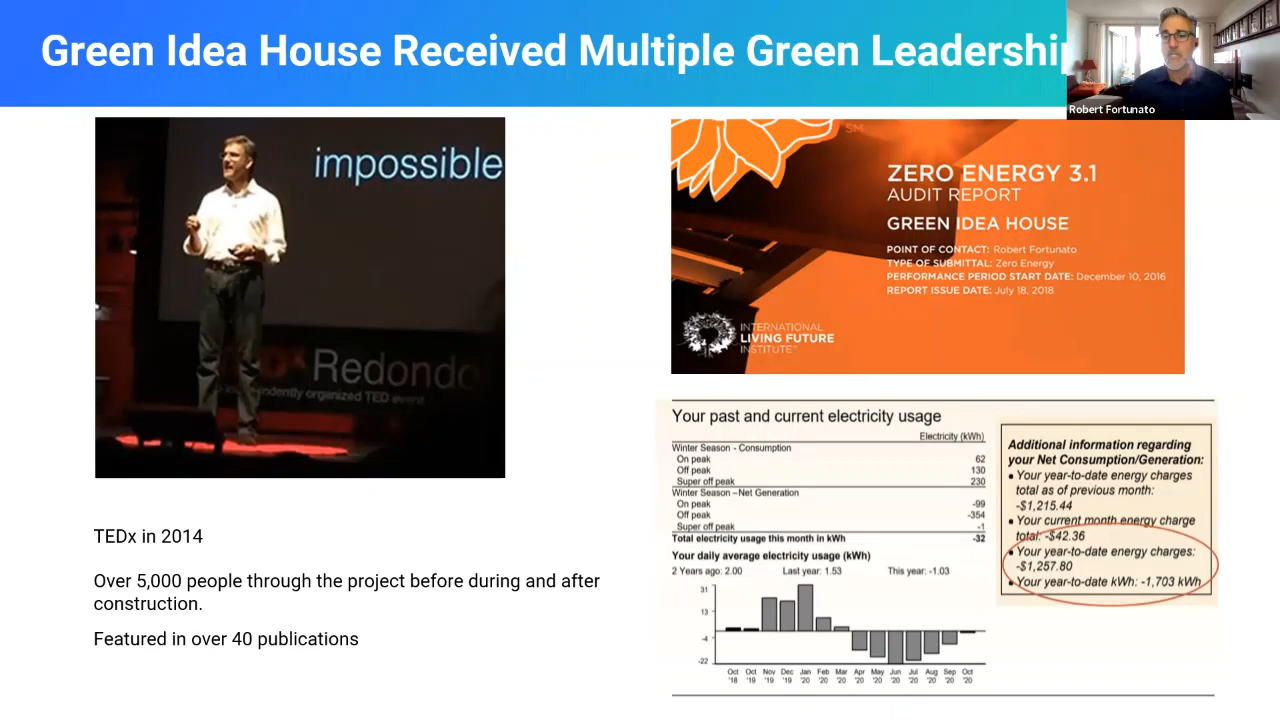 Green Idea House Received Multiple Green Leadership
Robert Fortunato
impossible
TEDx Redondo
independently organized TED event
TEDx in 2014
Over 5,000 people through the project before during and after
construction.
Featured in over 40 publications
SM
ZERO ENERGY 3.1
AUDIT REPORT
GREEN IDEA HOUSE
POINT OF CONTACT: Robert Fortunato
TYPE OF SUBMITTAL: Zero Energy
PERFORMANCE PERIOD START DATE: December 10, 2016
REPORT ISSUE DATE: July 18, 2018
INTERNATIONAL
LIVING FUTURE
INSTITUTE™
Your past and current electricity usage
Electricity (kWh)
Winter Season - Consumption
On peak 62
Off peak 130
Super off peak 230
Winter Season –Net Generation
On peak -99
Off peak -354
Super off peak -1
Total electricity usage this month in kWh -32
Your daily average electricity usage (kWh)
2 Years ago: 2.00 Last year: 1.53 This year: -1.03
31
13
-4
-22
Oct Oct Nov Dec Jan Feb Mar Apr May Jun Jul Aug Sep Oct
'18 '19 '19 '19 '20 '20 '20 '20 '20 '20 '20 '20 '20 '20
Additional information regarding
your Net Consumption/Generation:
• Your year-to-date energy charges
total as of previous month:
-$1,215.44
• Your current month energy charge
total: -$42.36
• Your year-to-date energy charges:
-$1,257.80
• Your year-to-date kWh: -1,703 kWh